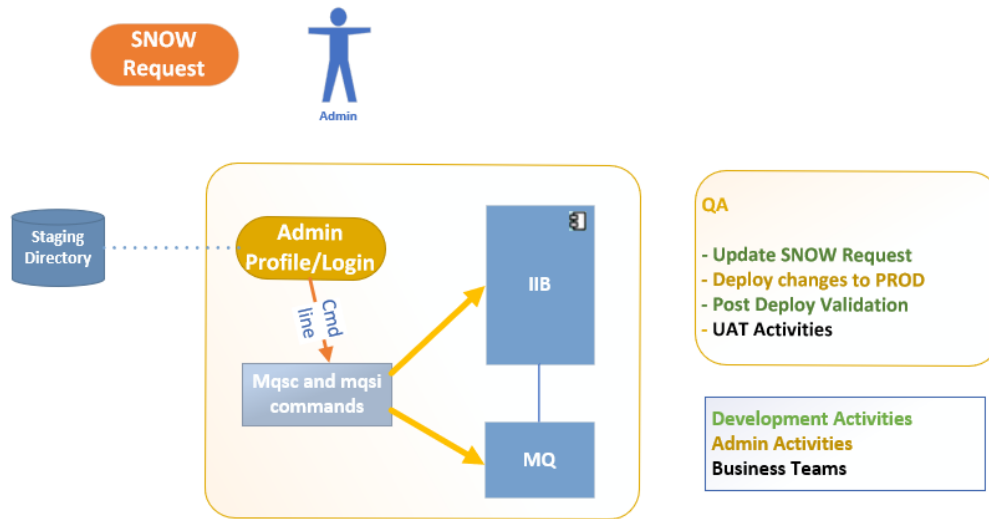 SNOW
Request
Admin
Staging
Directory
Admin
Profile/Login
Cmd
line
Mqsc and mqsi
commands
IIB
MQ
QA
- Update SNOW Request
- Deploy changes to PROD
- Post Deploy Validation
- UAT Activities
Development Activities
Admin Activities
Business Teams